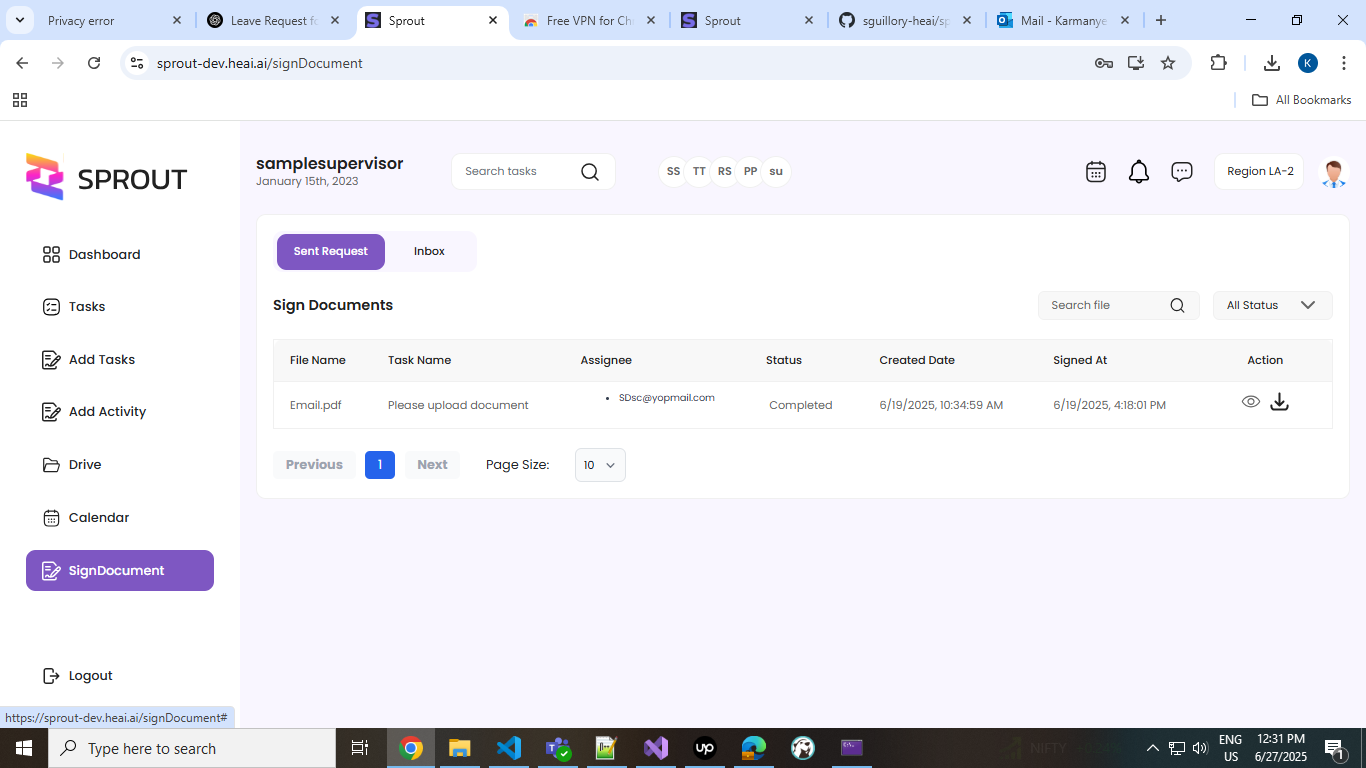 Privacy error
Leave Request fo
Sprout
Free VPN for Ch
Sprout
sguillory-heai/sp
Mail - Karmanye
sprout-dev.heai.ai/signDocument
K
All Bookmarks
SPROUT
samplesupervisor
January 15th, 2023
Search tasks
SS TT RS PP su
Region LA-2
Dashboard
Tasks
Add Tasks
Add Activity
Drive
Calendar
SignDocument
Logout
Sent Request Inbox
Sign Documents
Search file
All Status
File Name Task Name Assignee Status Created Date Signed At Action
Email.pdf Please upload document • SDsc@yopmail.com Completed 6/19/2025, 10:34:59 AM 6/19/2025, 4:18:01 PM
Previous 1 Next Page Size: 10
https://sprout-dev.heai.ai/signDocument#
Type here to search
up
NIFTY
ENG
US
12:31 PM
6/27/2025
1